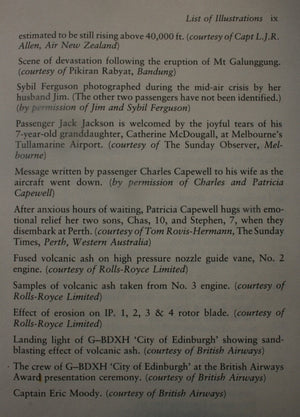 List of Illustrations ix
estimated to be still rising above 40,000 ft. (courtesy of Capt L.J.R.
Allen, Air New Zealand)
Scene of devastation following the eruption of Mt Galunggung.
(courtesy of Pikiran Rabyat, Bandung)
Sybil Ferguson photographed during the mid-air crisis by her
husband Jim. (The other two passengers have not been identified.)
(by permission of Jim and Sybil Ferguson)
Passenger Jack Jackson is welcomed by the joyful tears of his
7-year-old granddaughter, Catherine McDougall, at Melbourne's
Tullamarine Airport. (courtesy of The Sunday Observer, Mel-
bourne)
Message written by passenger Charles Capewell to his wife as the
aircraft went down. (by permission of Charles and Patricia
Capewell)
After anxious hours of waiting, Patricia Capewell hugs with emo-
tional relief her two sons, Chas, 10, and Stephen, 7, when they
disembark at Perth. (courtesy of Tom Rovis-Hermann, The Sunday
Times, Perth, Western Australia)
Fused volcanic ash on high pressure nozzle guide vane, No. 2
engine. (courtesy of Rolls-Royce Limited)
Samples of volcanic ash taken from No. 3 engine. (courtesy of
Rolls-Royce Limited)
Effect of erosion on IP. 1, 2, 3 & 4 rotor blade. (courtesy of
Rolls-Royce Limited)
Landing light of G–BDXH 'City of Edinburgh' showing sand-
blasting effect of volcanic ash. (courtesy of British Airways)
The crew of G–BDXH 'City of Edinburgh' at the British Airways
Award presentation ceremony. (courtesy of British Airways)
Captain Eric Moody. (courtesy of British Airways)